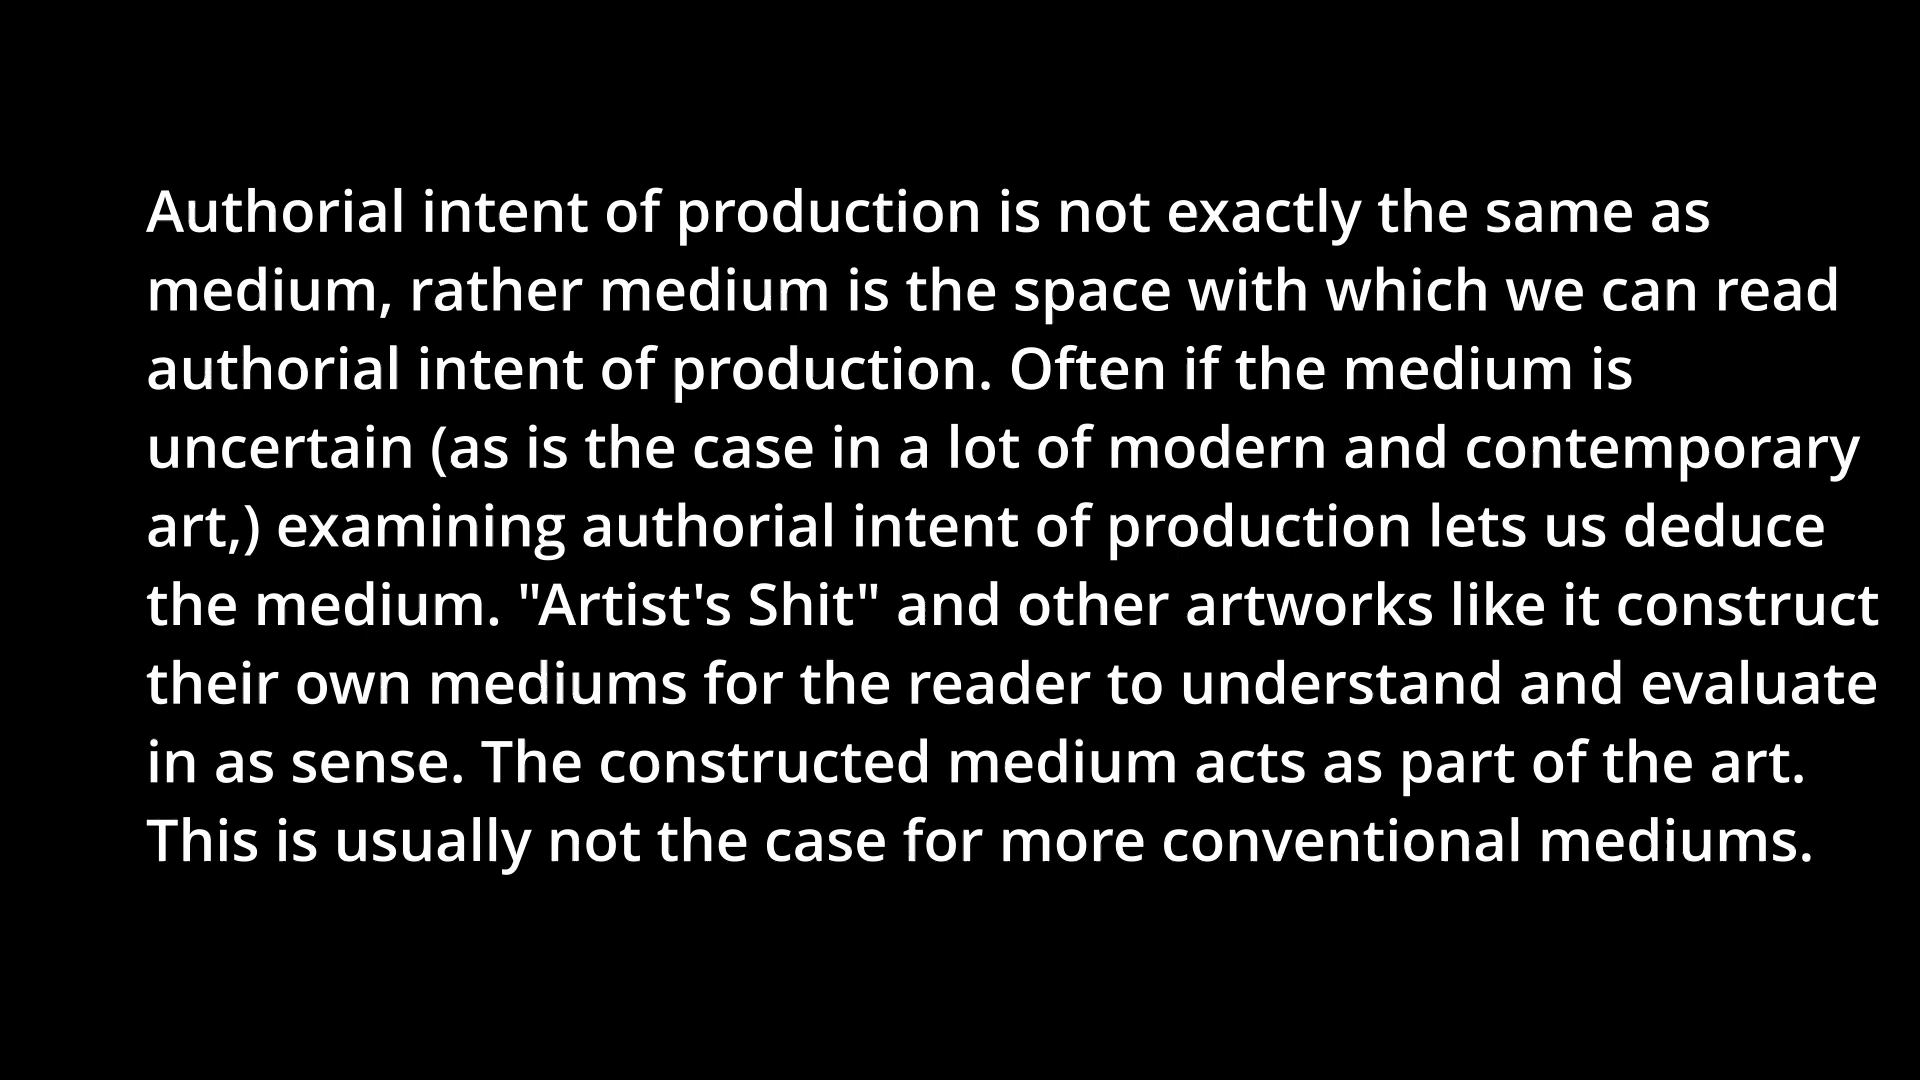 Authorial intent of production is not exactly the same as
medium, rather medium is the space with which we can read
authorial intent of production. Often if the medium is
uncertain (as is the case in a lot of modern and contemporary
art,) examining authorial intent of production lets us deduce
the medium. "Artist's Shit" and other artworks like it construct
their own mediums for the reader to understand and evaluate
in as sense. The constructed medium acts as part of the art.
This is usually not the case for more conventional mediums.